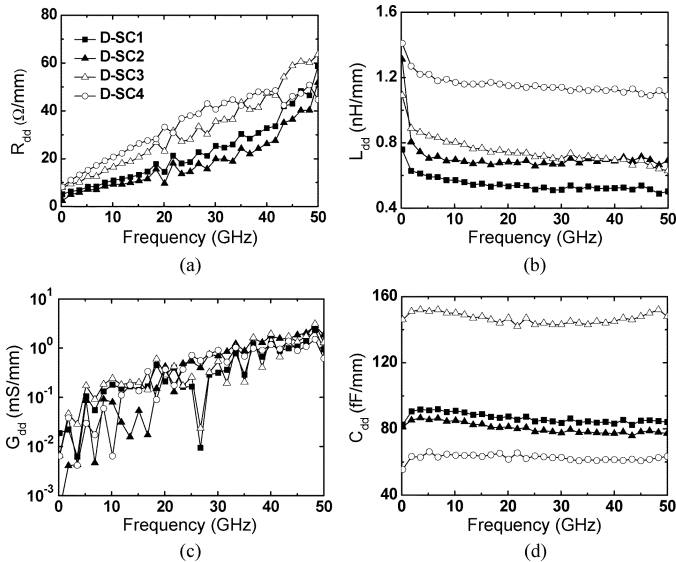 80
60
40
20
0
R_dd (Ω/mm)
D-SC1
D-SC2
D-SC3
D-SC4
0 10 20 30 40 50
Frequency (GHz)
(a)
1.6
1.2
0.8
0.4
L_dd (nH/mm)
0 10 20 30 40 50
Frequency (GHz)
(b)
10^1
10^0
10^-1
10^-2
10^-3
G_dd (mS/mm)
0 10 20 30 40 50
Frequency (GHz)
(c)
160
120
80
40
C_dd (fF/mm)
0 10 20 30 40 50
Frequency (GHz)
(d)